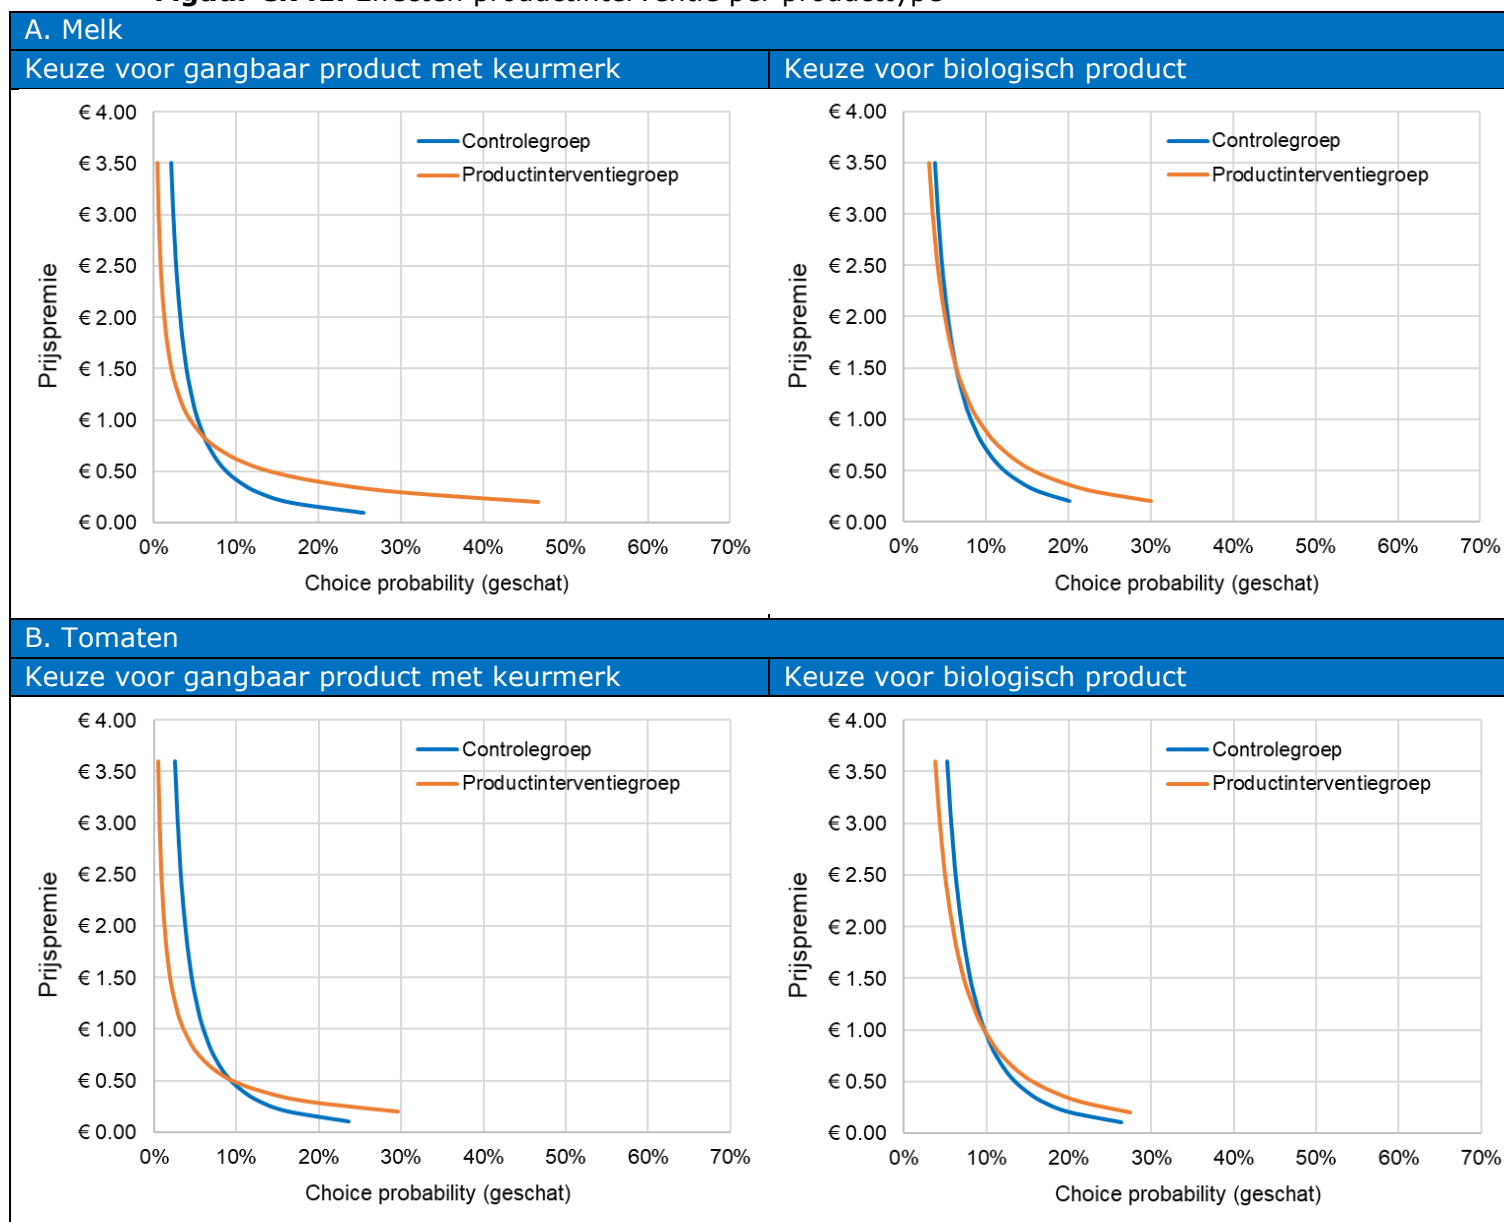 Effecten productinterventie per producttype
A. Melk
Keuze voor gangbaar product met keurmerk
Keuze voor biologisch product
€ 4.00
€ 3.50
€ 3.00
€ 2.50
€ 2.00
€ 1.50
€ 1.00
€ 0.50
€ 0.00
Prijspremie
Controlegroep
Productinterventiegroep
0% 10% 20% 30% 40% 50% 60% 70%
Choice probability (geschat)
€ 4.00
€ 3.50
€ 3.00
€ 2.50
€ 2.00
€ 1.50
€ 1.00
€ 0.50
€ 0.00
Prijspremie
Controlegroep
Productinterventiegroep
0% 10% 20% 30% 40% 50% 60% 70%
Choice probability (geschat)
B. Tomaten
Keuze voor gangbaar product met keurmerk
Keuze voor biologisch product
€ 4.00
€ 3.50
€ 3.00
€ 2.50
€ 2.00
€ 1.50
€ 1.00
€ 0.50
€ 0.00
Prijspremie
Controlegroep
Productinterventiegroep
0% 10% 20% 30% 40% 50% 60% 70%
Choice probability (geschat)
€ 4.00
€ 3.50
€ 3.00
€ 2.50
€ 2.00
€ 1.50
€ 1.00
€ 0.50
€ 0.00
Prijspremie
Controlegroep
Productinterventiegroep
0% 10% 20% 30% 40% 50% 60% 70%
Choice probability (geschat)